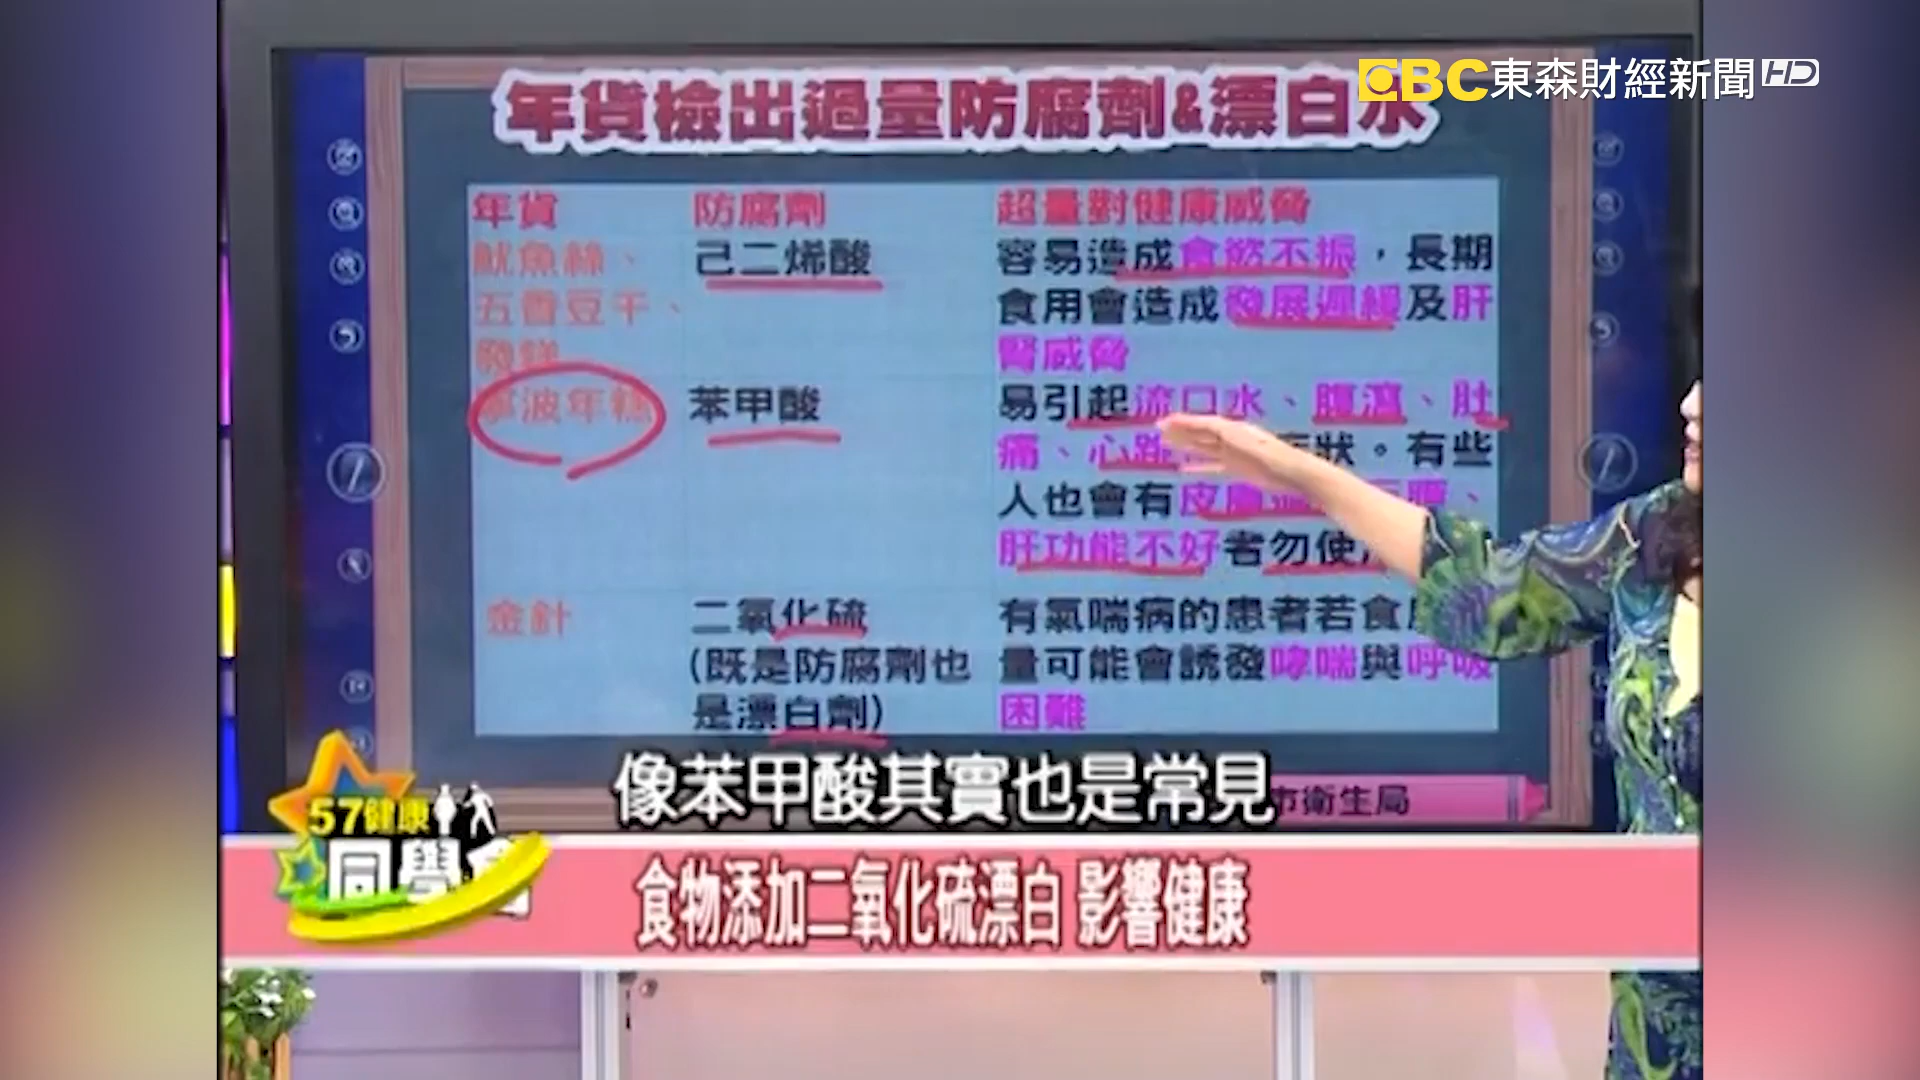 EBC東森財經新聞HD
年貨檢出過量防腐劑&漂白水
年貨 防腐劑 超量對健康威脅
魷魚絲、 己二烯酸 容易造成食慾不振，長期
五香豆干、 食用會造成發展遲緩及肝
腎威脅
寧波年糕 苯甲酸 易引起流口水、腹瀉、肚
痛、心跳 症狀。有些
人也會有皮膚 、
肝功能不好者勿使
金針 二氧化硫 有氣喘病的患者若食
(既是防腐劑也 量可能會誘發哮喘與呼吸
是漂白劑) 困難
市衛生局
像苯甲酸其實也是常見
57健康
同學會
食物添加二氧化硫漂白 影響健康